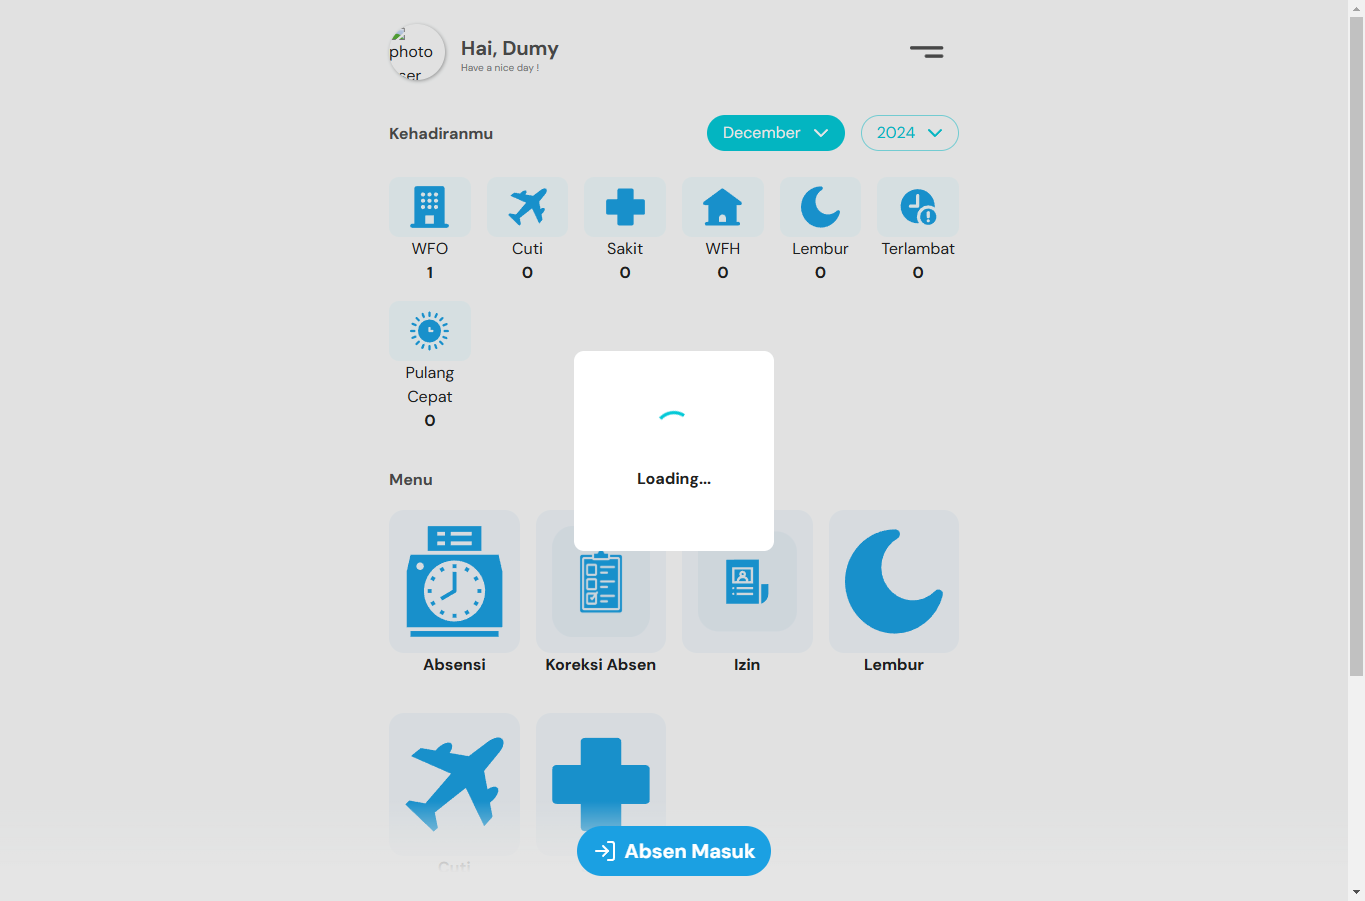 photo
ser
Hai, Dumy
Have a nice day !
Kehadiranmu
December
2024
WFO
Cuti
Sakit
WFH
Lembur
Terlambat
1
0
0
0
0
0
Pulang
Cepat
0
Loading...
Menu
Absensi
Koreksi Absen
Izin
Lembur
Cuti
Absen Masuk